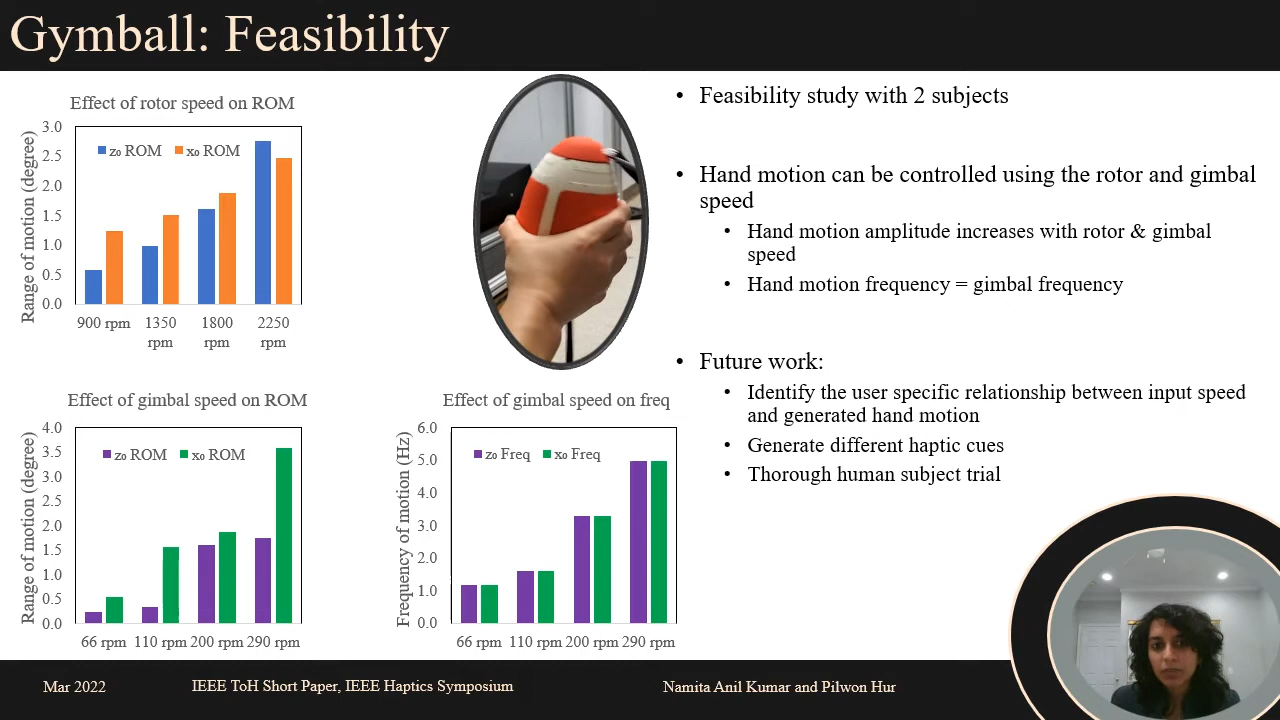 Gymball: Feasibility
Effect of rotor speed on ROM
Range of motion (degree)
3.0
2.5
2.0
1.5
1.0
0.5
0.0
z₀ ROM x₀ ROM
900 rpm 1350 rpm 1800 rpm 2250 rpm
Effect of gimbal speed on ROM
Range of motion (degree)
4.0
3.5
3.0
2.5
2.0
1.5
1.0
0.5
0.0
z₀ ROM x₀ ROM
66 rpm 110 rpm 200 rpm 290 rpm
Effect of gimbal speed on freq
Frequency of motion (Hz)
6.0
5.0
4.0
3.0
2.0
1.0
0.0
z₀ Freq x₀ Freq
66 rpm 110 rpm 200 rpm 290 rpm
• Feasibility study with 2 subjects
• Hand motion can be controlled using the rotor and gimbal
speed
• Hand motion amplitude increases with rotor & gimbal
speed
• Hand motion frequency = gimbal frequency
• Future work:
• Identify the user specific relationship between input speed
and generated hand motion
• Generate different haptic cues
• Thorough human subject trial
Mar 2022
IEEE ToH Short Paper, IEEE Haptics Symposium
Namita Anil Kumar and Pilwon Hur